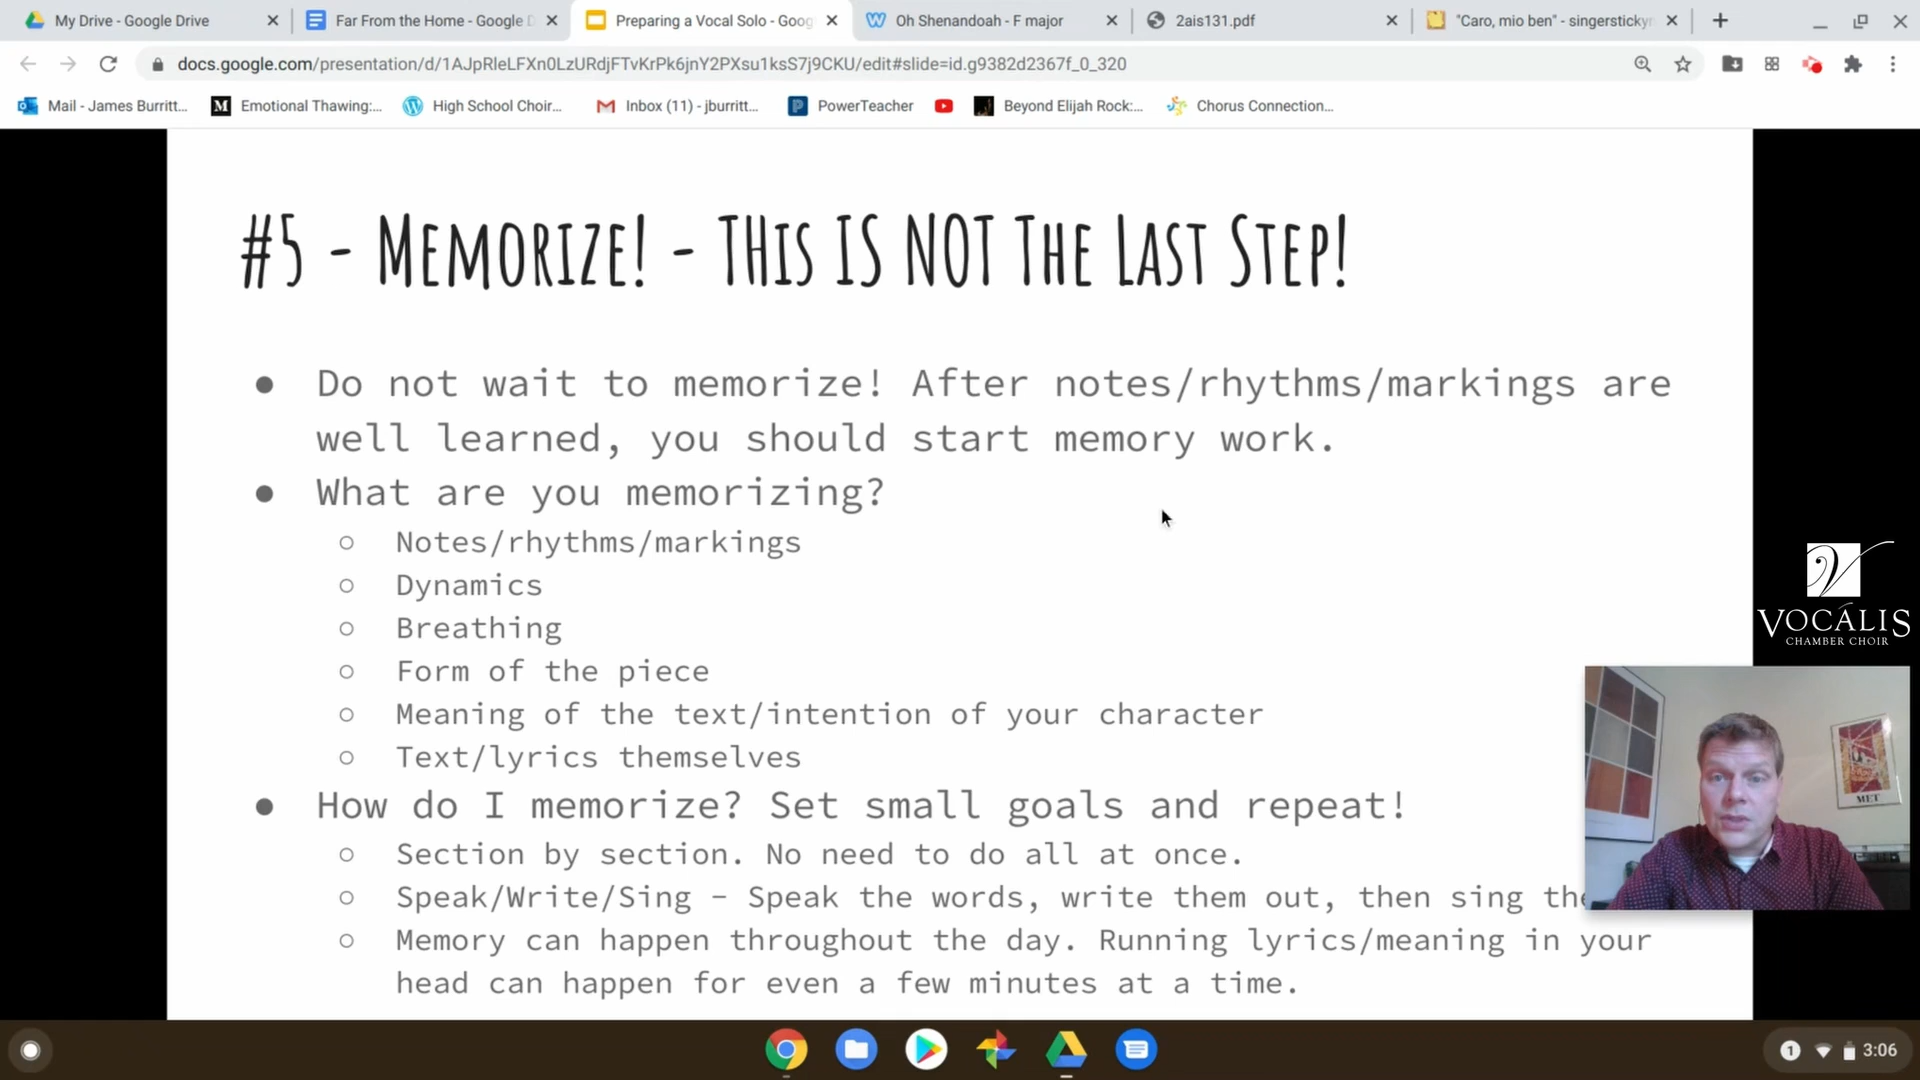 My Drive - Google Drive
Far From the Home - Google D
Preparing a Vocal Solo - Goog
Oh Shenandoah - F major
2ais131.pdf
"Caro, mio ben" - singerstickyn
docs.google.com/presentation/d/1AJpRleLFXn0LzURdjFTvKrPk6jnY2PXsu1ksS7j9CKU/edit#slide=id.g9382d2367f_0_320
Mail - James Burritt...
Emotional Thawing:...
High School Choir...
Inbox (11) - jburritt...
PowerTeacher
Beyond Elijah Rock:...
Chorus Connection...
#5 - Memorize! - THis IS NOT The Last Step!
● Do not wait to memorize! After notes/rhythms/markings are
well learned, you should start memory work.
● What are you memorizing?
○ Notes/rhythms/markings
○ Dynamics
○ Breathing
○ Form of the piece
○ Meaning of the text/intention of your character
○ Text/lyrics themselves
● How do I memorize? Set small goals and repeat!
○ Section by section. No need to do all at once.
○ Speak/Write/Sing – Speak the words, write them out, then sing the
○ Memory can happen throughout the day. Running lyrics/meaning in your
head can happen for even a few minutes at a time.
VOCÁLIS
CHAMBER CHOIR
MET
1
3:06